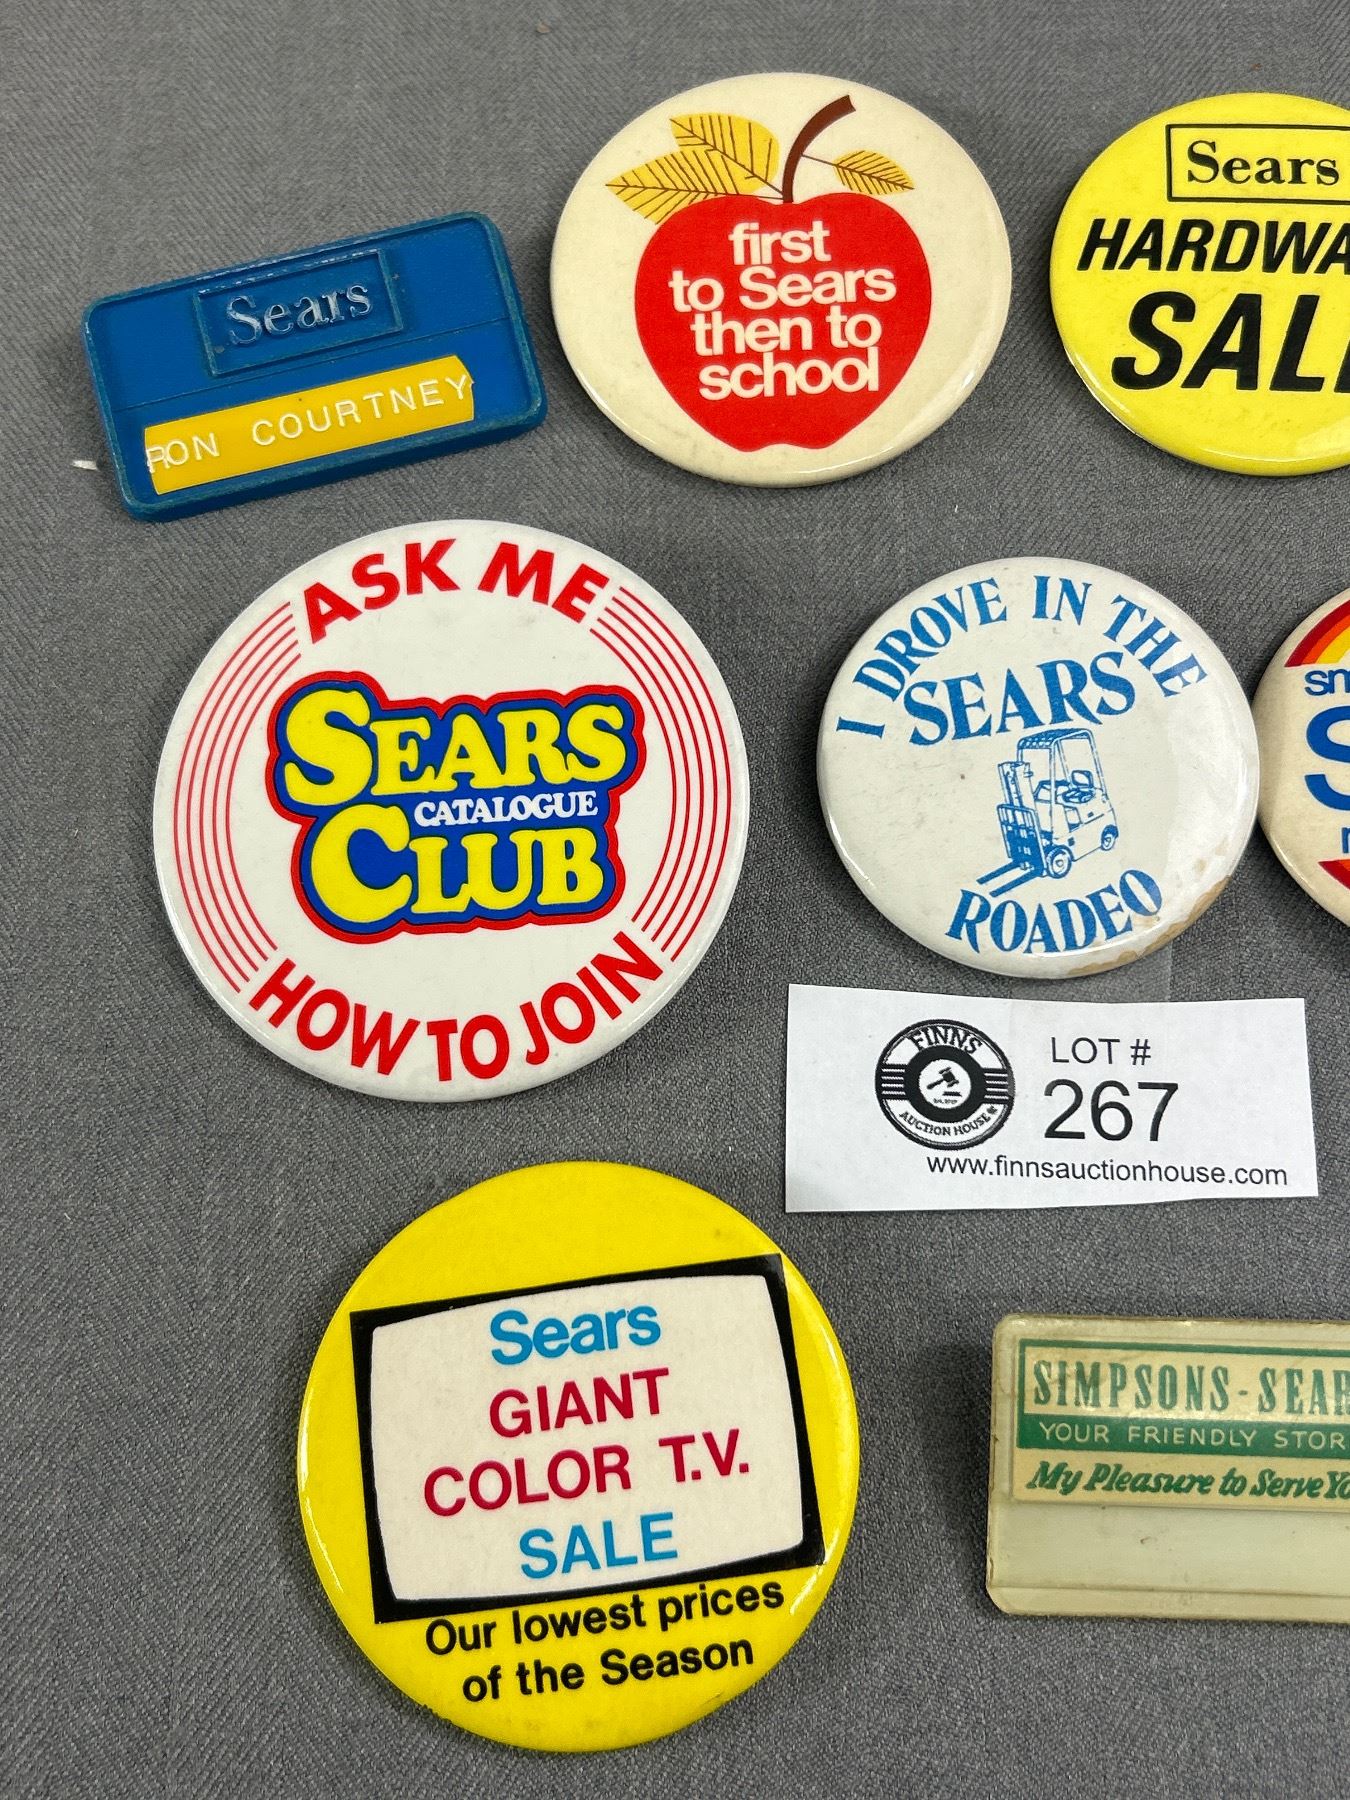 Sears
RON COURTNEY
first
to Sears
then to
school
Sears
HARDWA
SAL
ASK ME
SEARS
CATALOGUE
CLUB
HOW TO JOIN
I DROVE IN THE
SEARS
ROADEO
sm
S
FINNS
AUCTION HOUSE
LOT #
267
www.finnsauctionhouse.com
Sears
GIANT
COLOR T.V.
SALE
Our lowest prices
of the Season
SIMPSONS-SEAR
YOUR FRIENDLY STOR
My Pleasure to Serve Yo